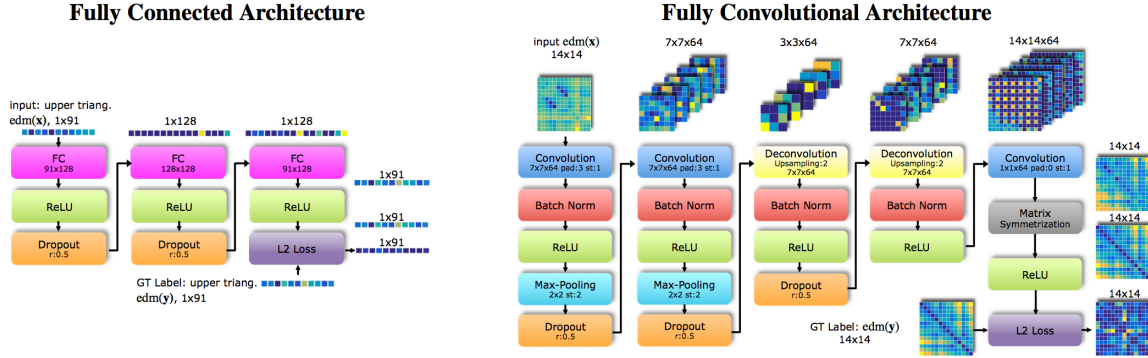 Fully Connected Architecture
input: upper triang.
edm(x), 1x91
1x128
1x128
FC
91x128
FC
128x128
FC
91x128
ReLU
ReLU
ReLU
Dropout
r:0.5
Dropout
r:0.5
L2 Loss
1x91
1x91
1x91
GT Label: upper triang.
edm(y), 1x91
Fully Convolutional Architecture
input edm(x)
14x14
7x7x64
3x3x64
7x7x64
14x14x64
Convolution
7x7x64 pad:3 st:1
Batch Norm
ReLU
Max-Pooling
2x2 st:2
Dropout
r:0.5
Convolution
7x7x64 pad:3 st:1
Batch Norm
ReLU
Max-Pooling
2x2 st:2
Dropout
r:0.5
Deconvolution
Upsampling:2
7x7x64
Batch Norm
ReLU
Dropout
r:0.5
Deconvolution
Upsampling:2
7x7x64
Batch Norm
ReLU
Convolution
1x1x64 pad:0 st:1
Matrix
Symmetrization
ReLU
L2 Loss
14x14
14x14
14x14
GT Label: edm(y)
14x14